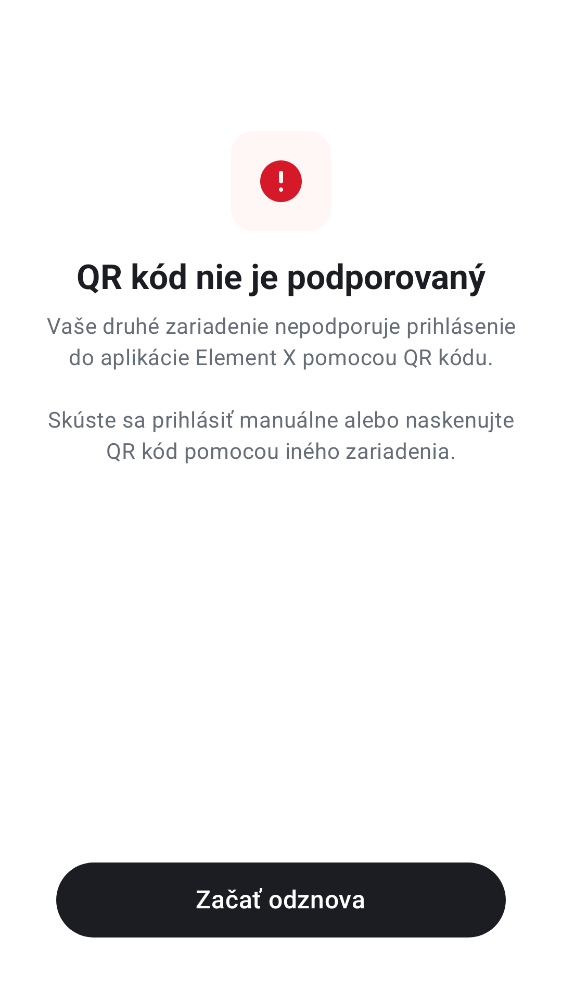 QR kód nie je podporovaný
Vaše druhé zariadenie nepodporuje prihlásenie
do aplikácie Element X pomocou QR kódu.
Skúste sa prihlásiť manuálne alebo naskenujte
QR kód pomocou iného zariadenia.
Začať odznova